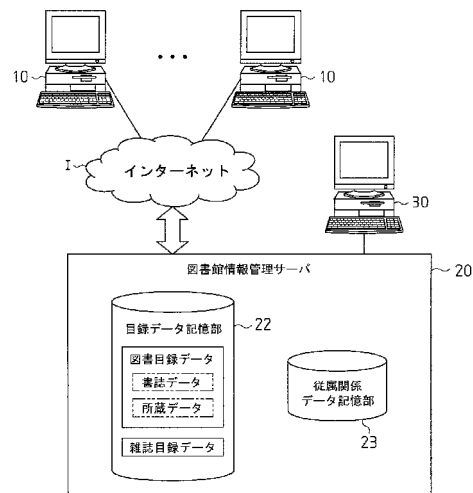 10
10
I
インターネット
30
図書館情報管理サーバ
20
目録データ記憶部
22
図書目録データ
書誌データ
所蔵データ
雑誌目録データ
従属関係
データ記憶部
23